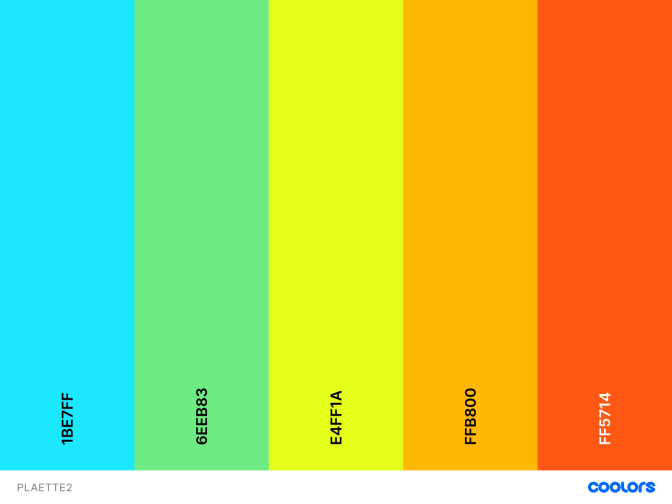 1BE7FF
6EEB83
E4FF1A
FFB800
FF5714
PLAETTE2
coolors